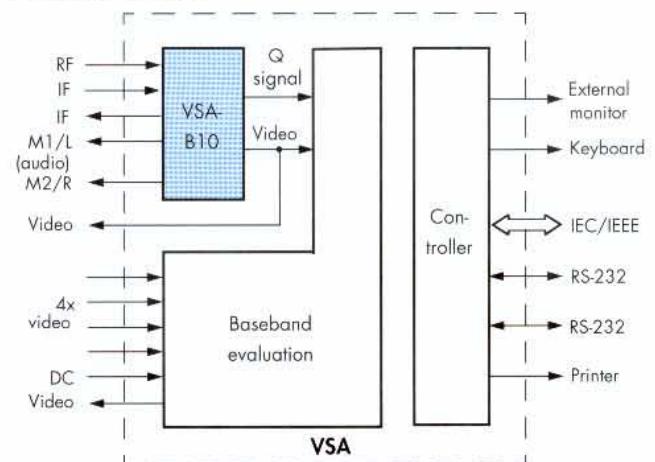 RF
IF
IF
M1/L
(audio)
M2/R
Video
4x
video
DC
Video
VSA-
B10
Q
signal
Video
Baseband
evaluation
Con-
troller
External
monitor
Keyboard
IEC/IEEE
RS-232
RS-232
Printer
VSA